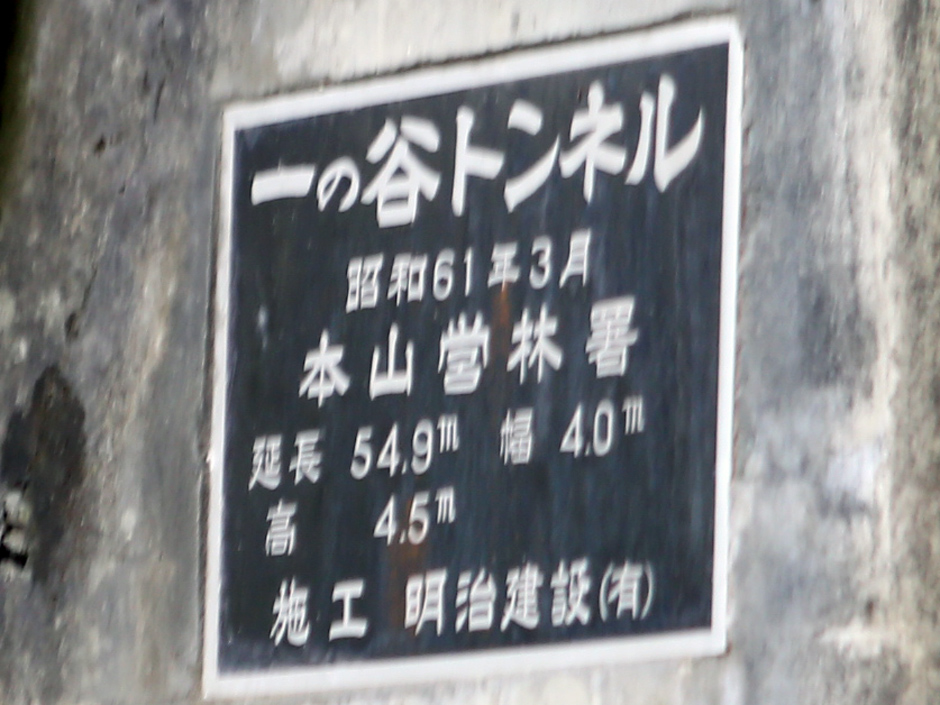 一の谷トンネル
昭和61年3月
本山営林署
延長 54.9m 幅 4.0m
高 4.5m
施工 明治建設(有)